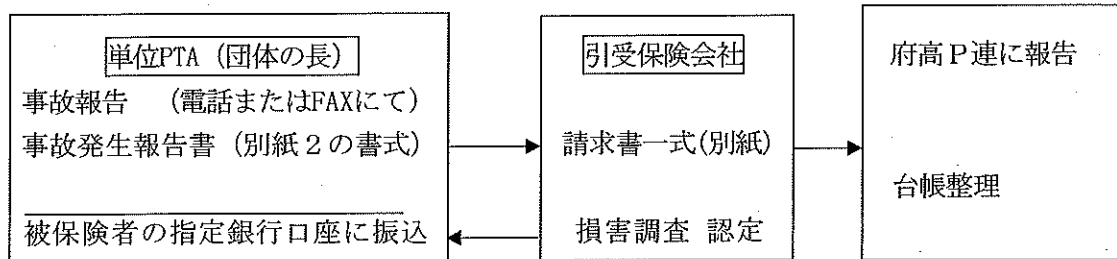 単位PTA（団体の長）
事故報告　（電話またはFAXにて）
事故発生報告書（別紙２の書式）
被保険者の指定銀行口座に振込
引受保険会社
請求書一式(別紙)
損害調査 認定
府高Ｐ連に報告
台帳整理